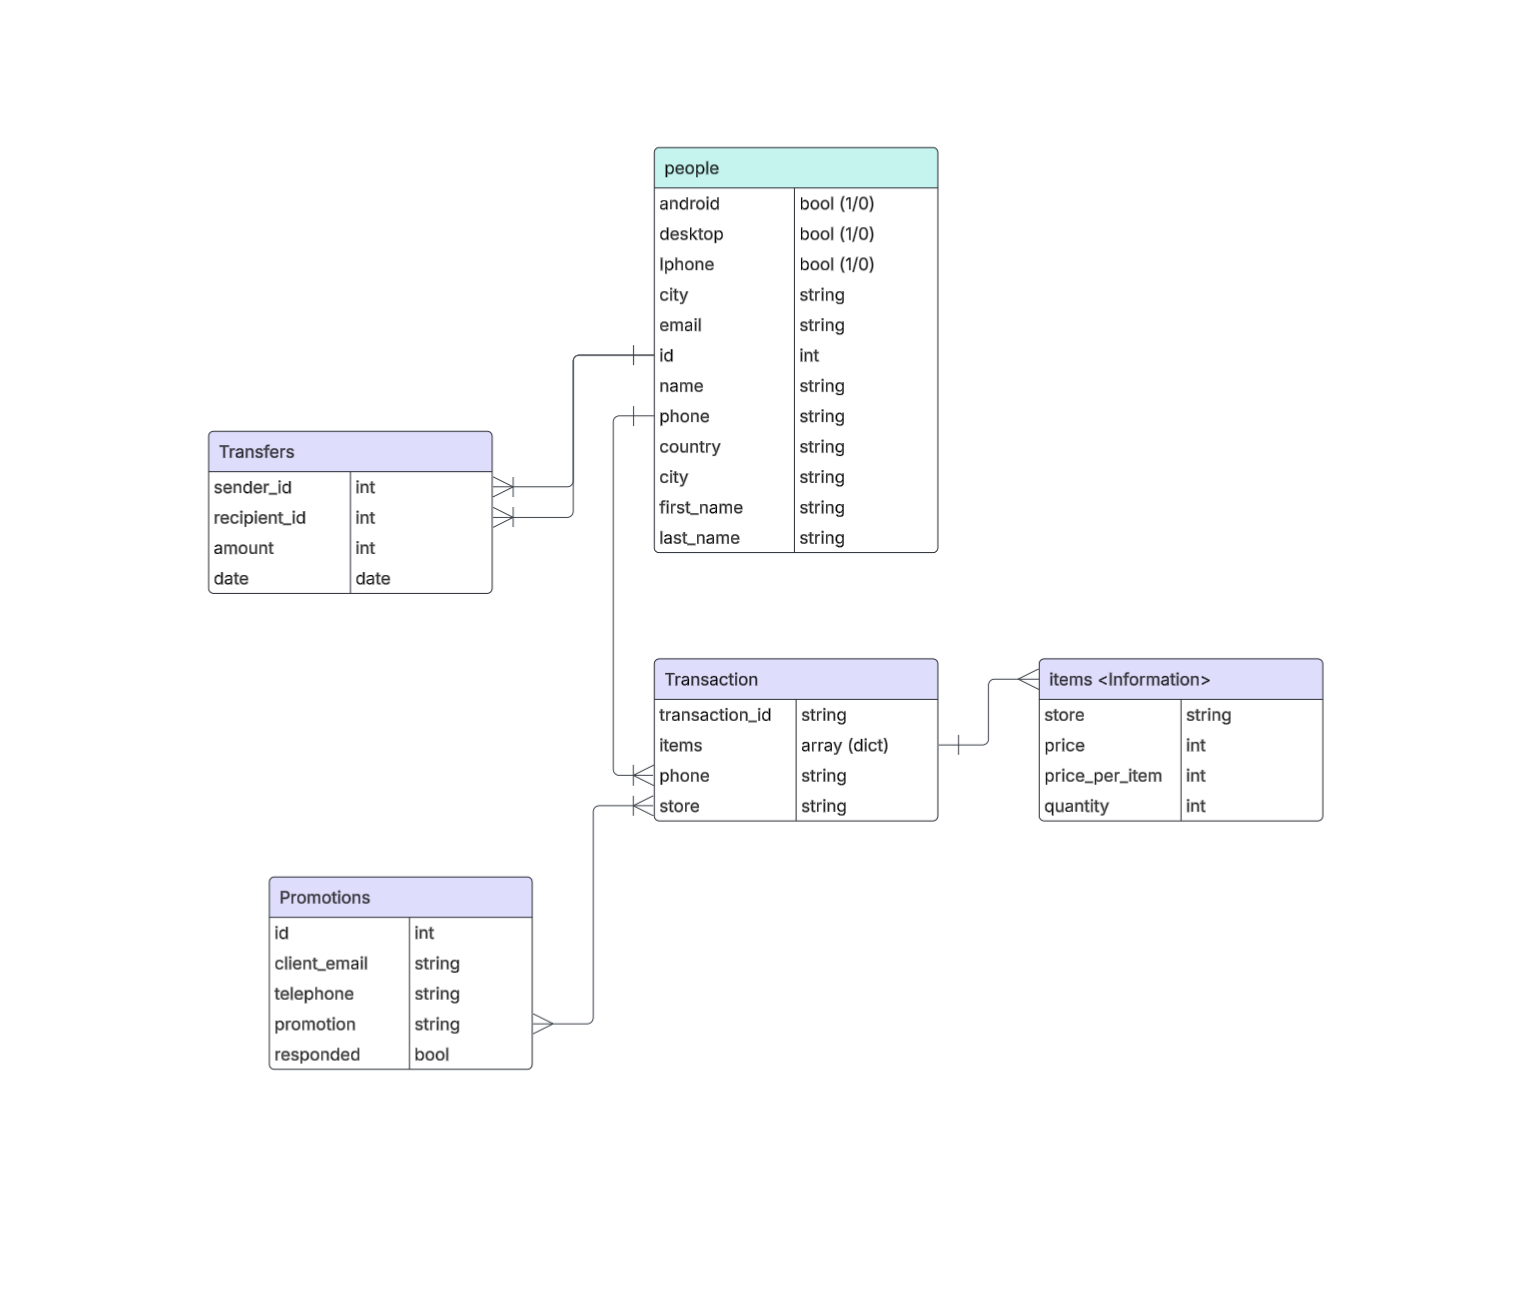 people
android bool (1/0)
desktop bool (1/0)
Iphone bool (1/0)
city string
email string
id int
name string
phone string
country string
city string
first_name string
last_name string
Transfers
sender_id int
recipient_id int
amount int
date date
Transaction
transaction_id string
items array (dict)
phone string
store string
items <Information>
store string
price int
price_per_item int
quantity int
Promotions
id int
client_email string
telephone string
promotion string
responded bool